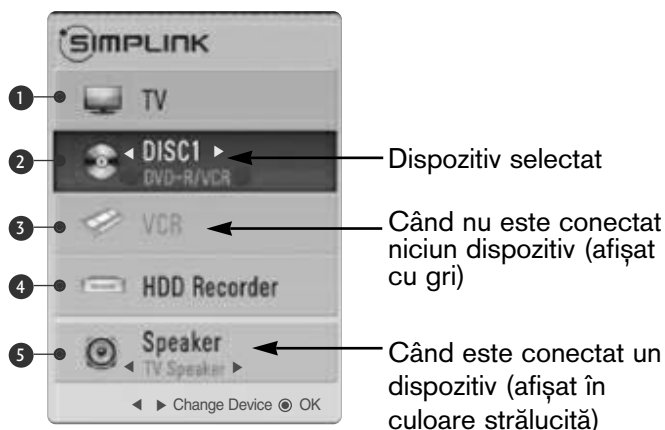 SIMPLINK
1 TV
2 DISC1
DVD-R/VCR
Dispozitiv selectat
3 VCR
Când nu este conectat
niciun dispozitiv (afișat
cu gri)
4 HDD Recorder
5 Speaker
TV Speaker
Când este conectat un
dispozitiv (afișat în
culoare strălucită)
◄ ► Change Device ◉ OK